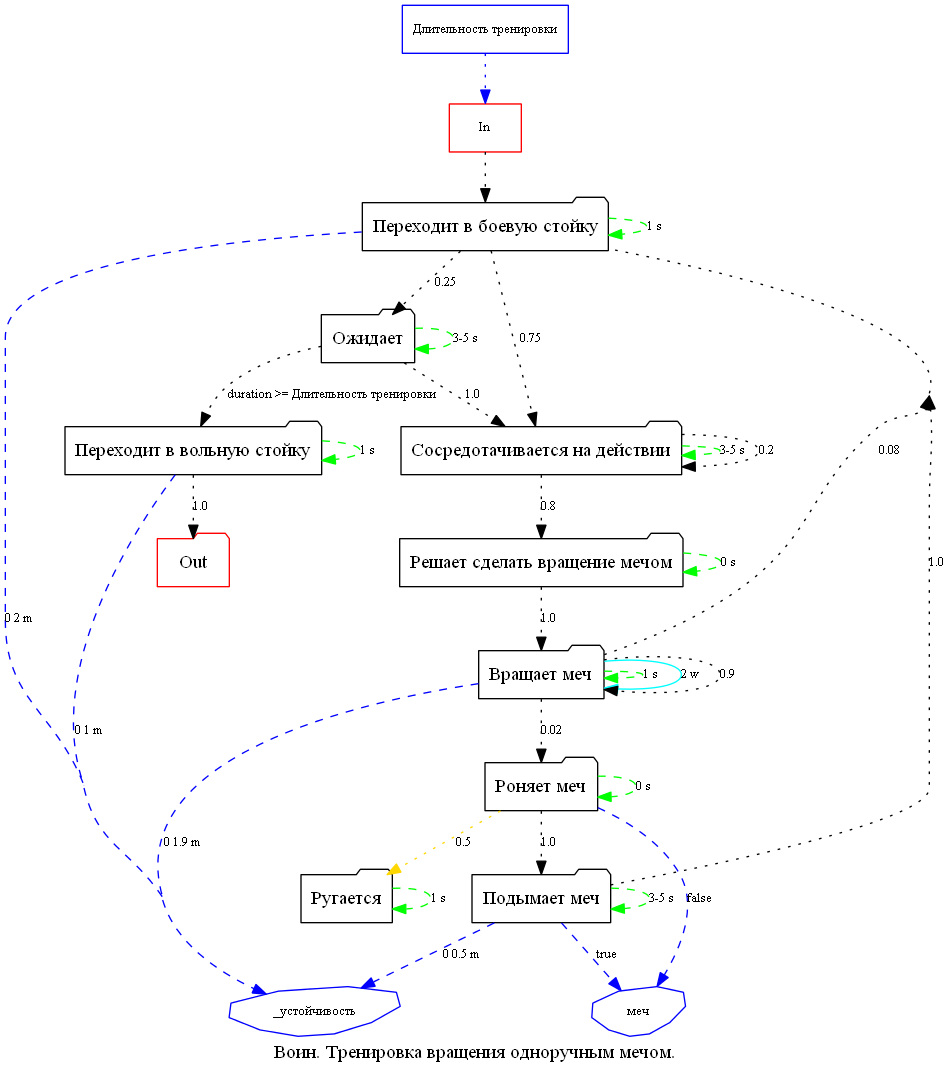 Длительность тренировки
In
Переходит в боевую стойку
1 s
0.25
Ожидает
3-5 s
0.75
duration >= Длительность тренировки
1.0
Переходит в вольную стойку
1 s
Сосредотачивается на действии
3-5 s
0.2
0.08
1.0
0.8
Out
Решает сделать вращение мечом
0 s
1.0
0 2 m
1.0
Вращает меч
1 s
2 w
0.9
0 1 m
0.02
Роняет меч
0 s
0 1.9 m
0.5
1.0
Ругается
1 s
Подымает меч
3-5 s
false
0 0.5 m
true
_устойчивость
меч
Воин. Тренировка вращения одноручным мечом.